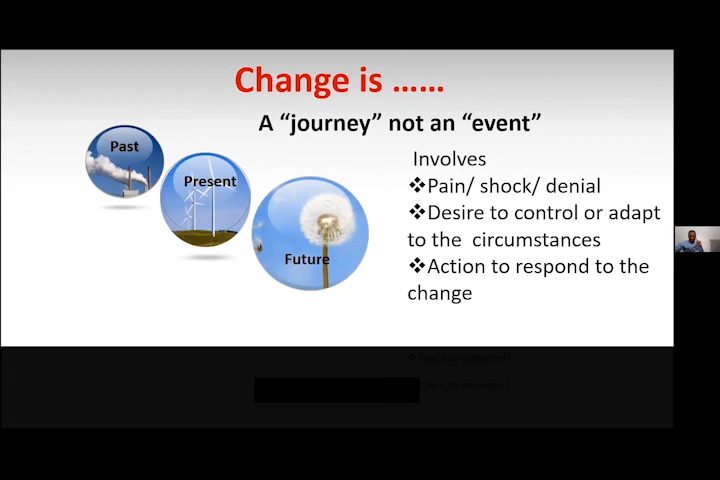 Change is ......
A “journey” not an “event”
Past
Present
Future
Involves
❖Pain/ shock/ denial
❖Desire to control or adapt
to the circumstances
❖Action to respond to the
change